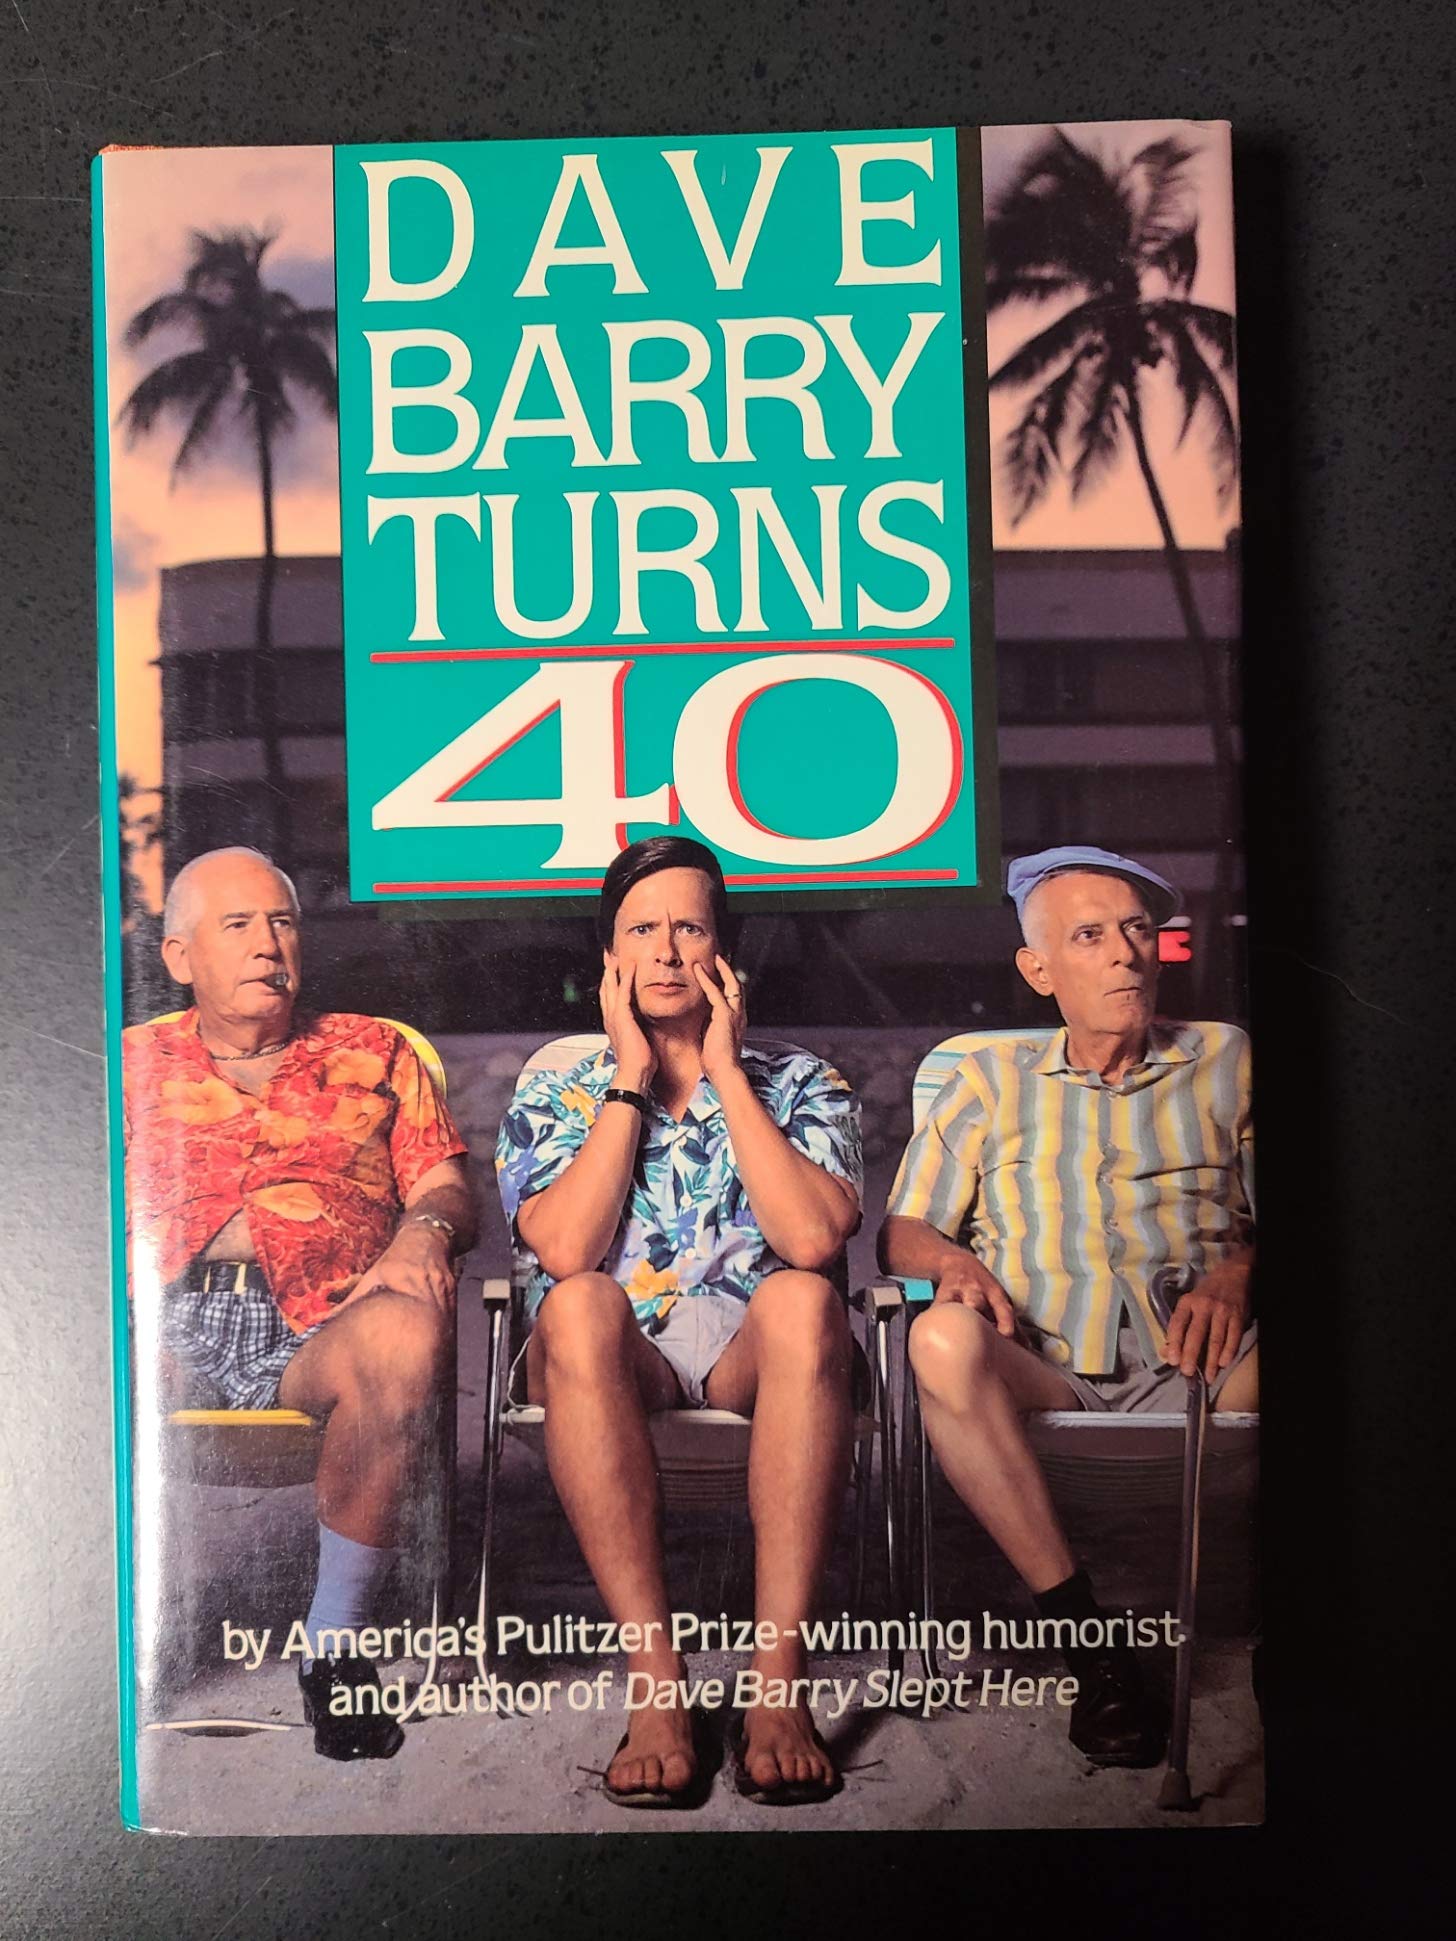 DAVE
BARRY
TURNS
40
by America's Pulitzer Prize-winning humorist
and author of Dave Barry Slept Here